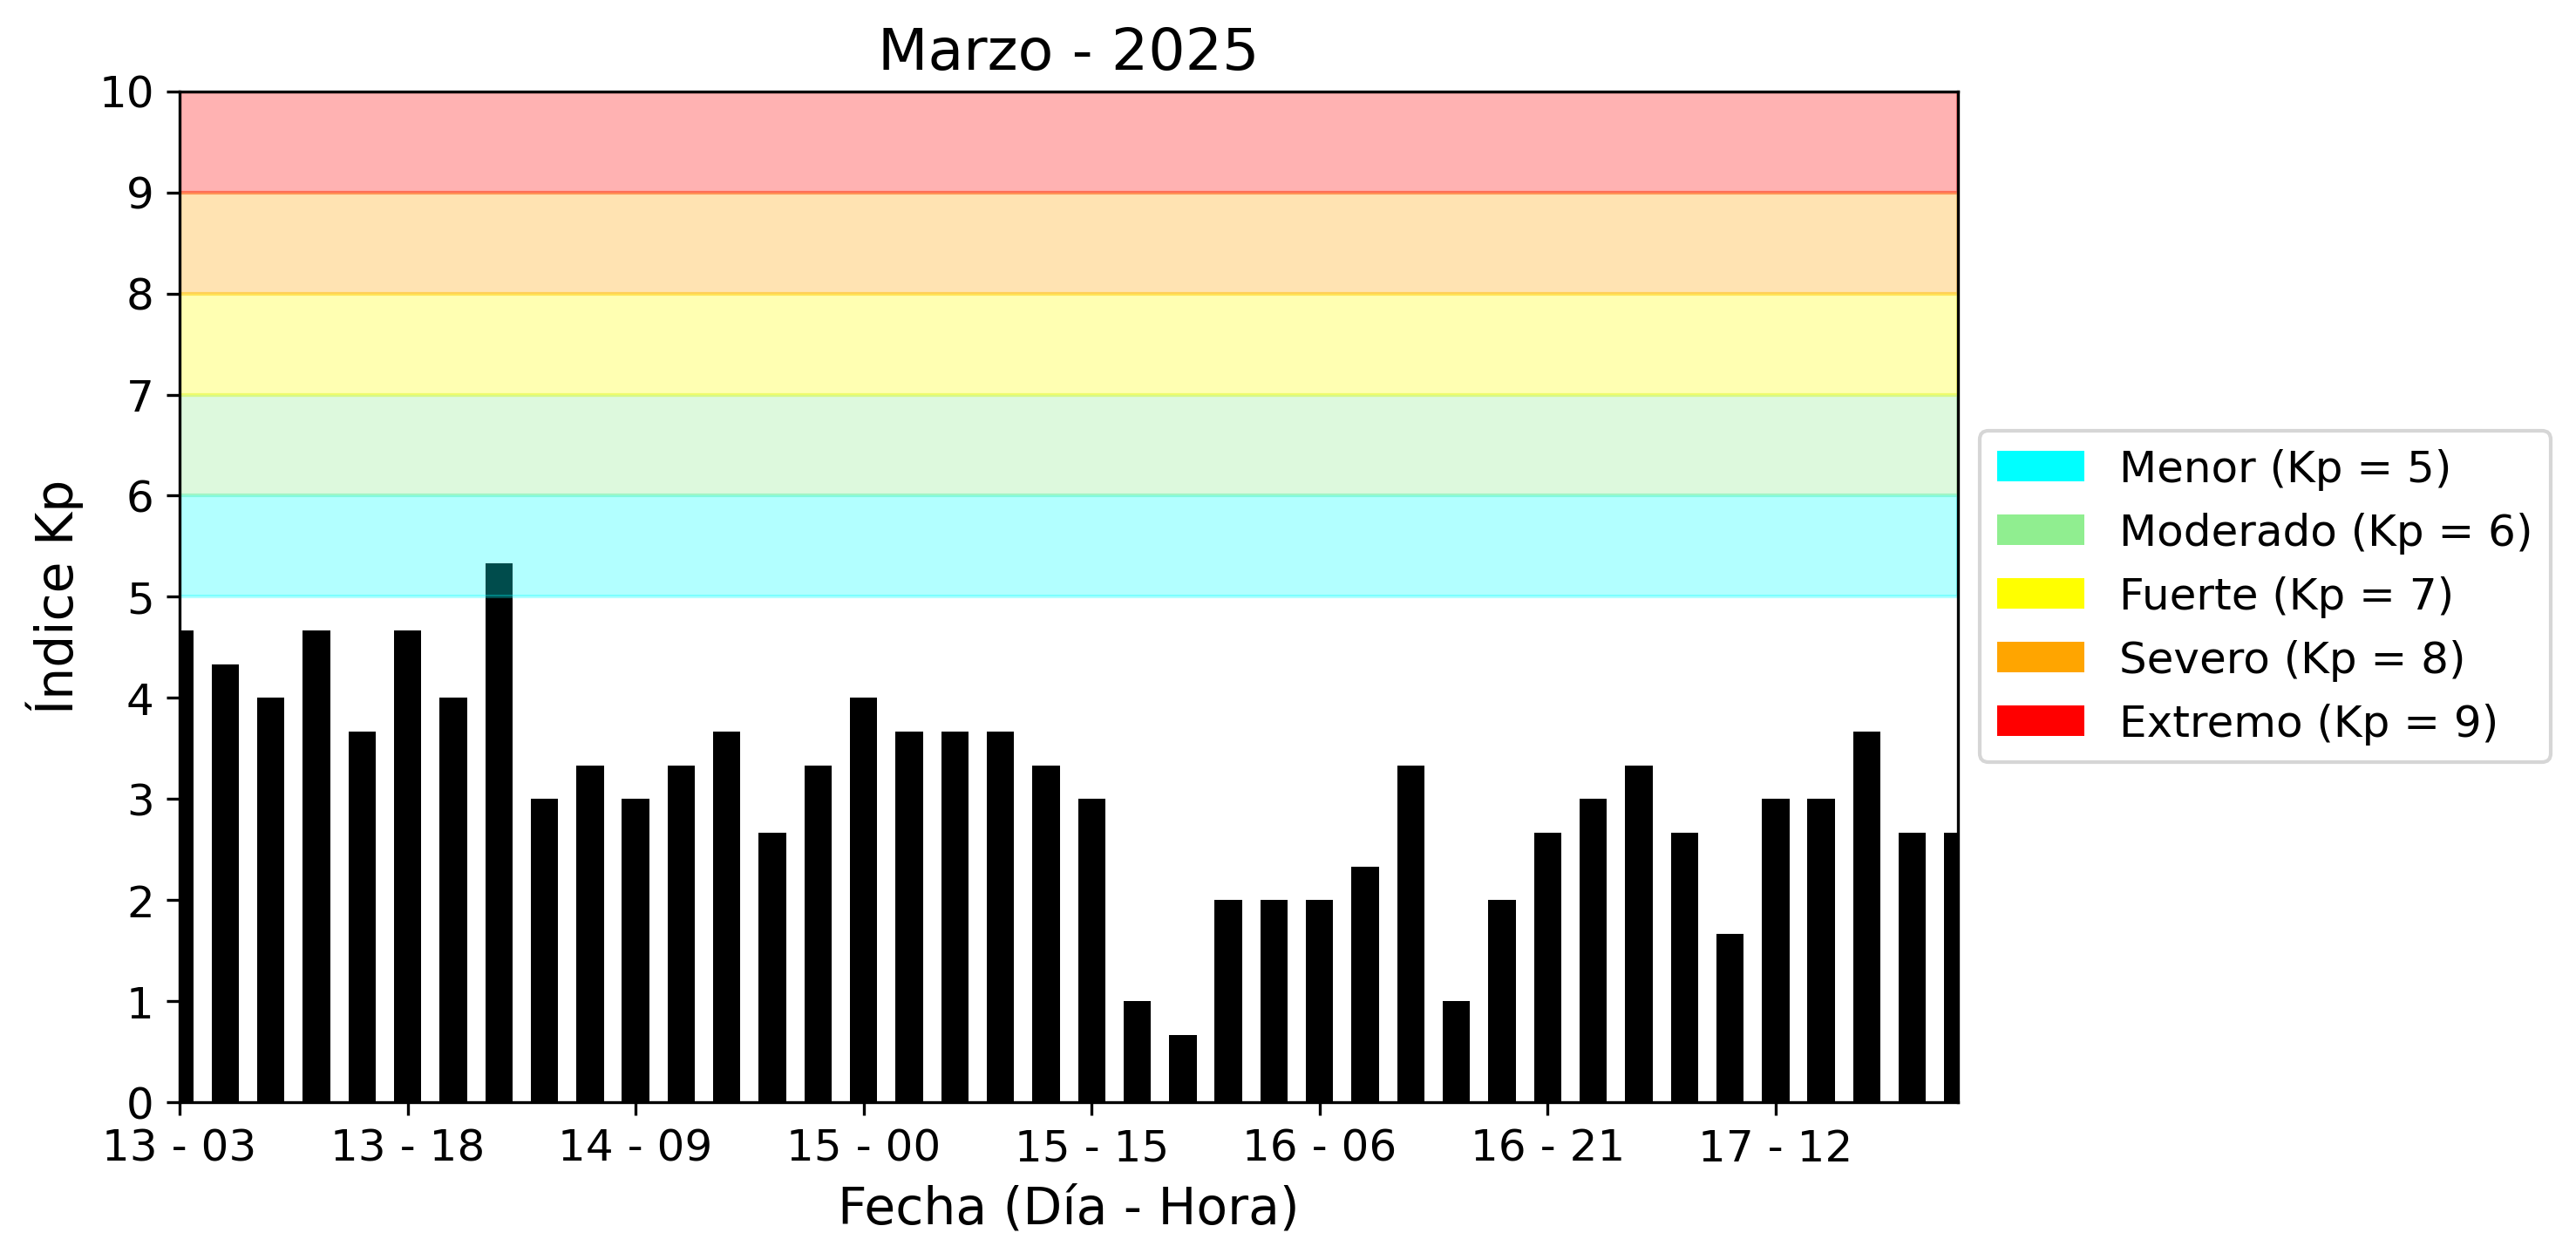 Marzo - 2025
10
9
8
7
6
5
4
3
2
1
0
Índice Kp
13 - 03
13 - 18
14 - 09
15 - 00
15 - 15
16 - 06
16 - 21
17 - 12
Fecha (Día - Hora)
Menor (Kp = 5)
Moderado (Kp = 6)
Fuerte (Kp = 7)
Severo (Kp = 8)
Extremo (Kp = 9)